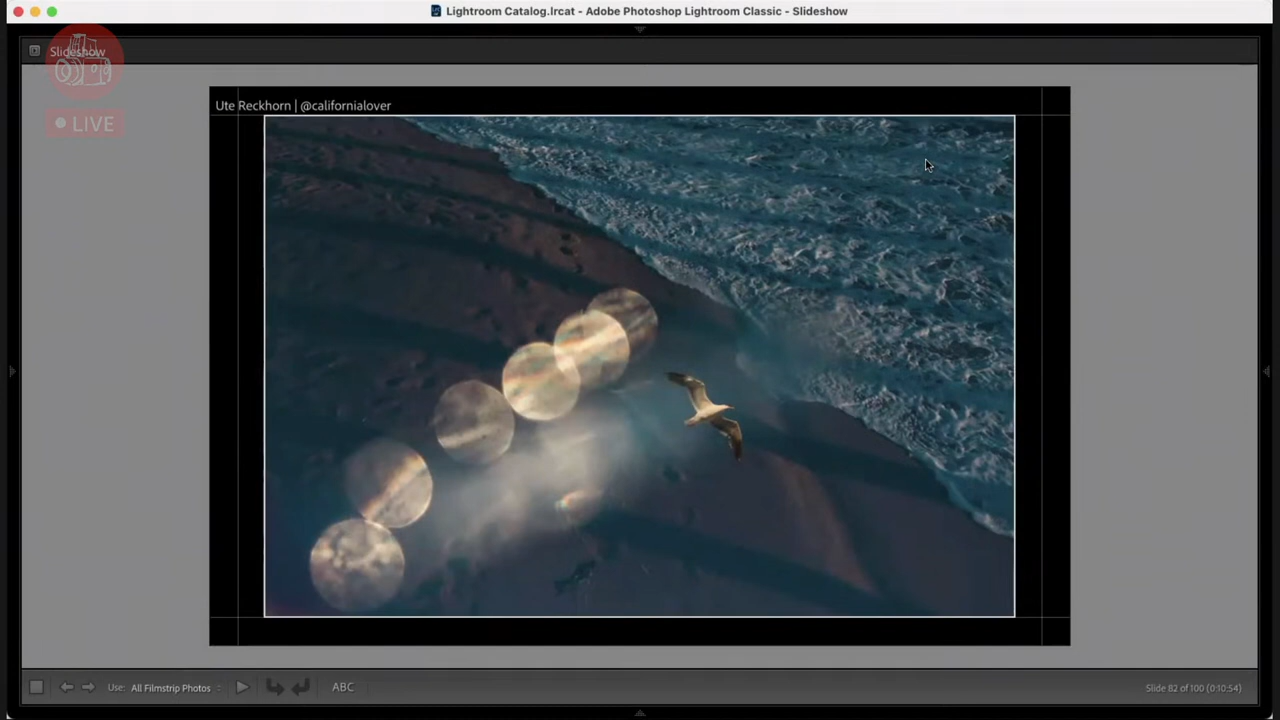 Lightroom Catalog.lrcat - Adobe Photoshop Lightroom Classic - Slideshow
Slideshow
LIVE
Ute Reckhorn | @californialover
Use: All Filmstrip Photos
ABC
Slide 82 of 100 (0:10:54)